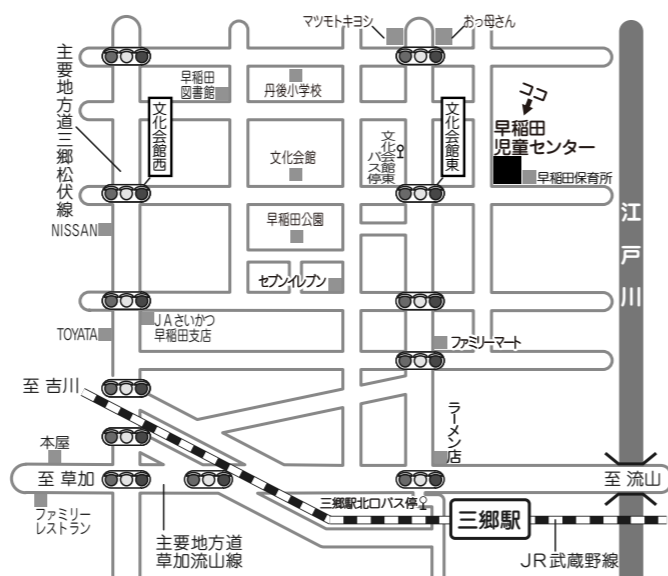 マツモトキヨシ
おっ母さん
主要地方道三郷松伏線
早稲田
図書館
丹後小学校
ココ
文化会館西
文化会館
文化会館東
バス停
文化会館東
早稲田
児童センター
早稲田保育所
江戸川
NISSAN
早稲田公園
セブンイレブン
JAさいかつ
早稲田支店
TOYATA
ファミリーマート
至 吉川
ラーメン店
本屋
至 草加
至 流山
ファミリー
レストラン
三郷駅北口バス停
三郷駅
主要地方道
草加流山線
JR武蔵野線